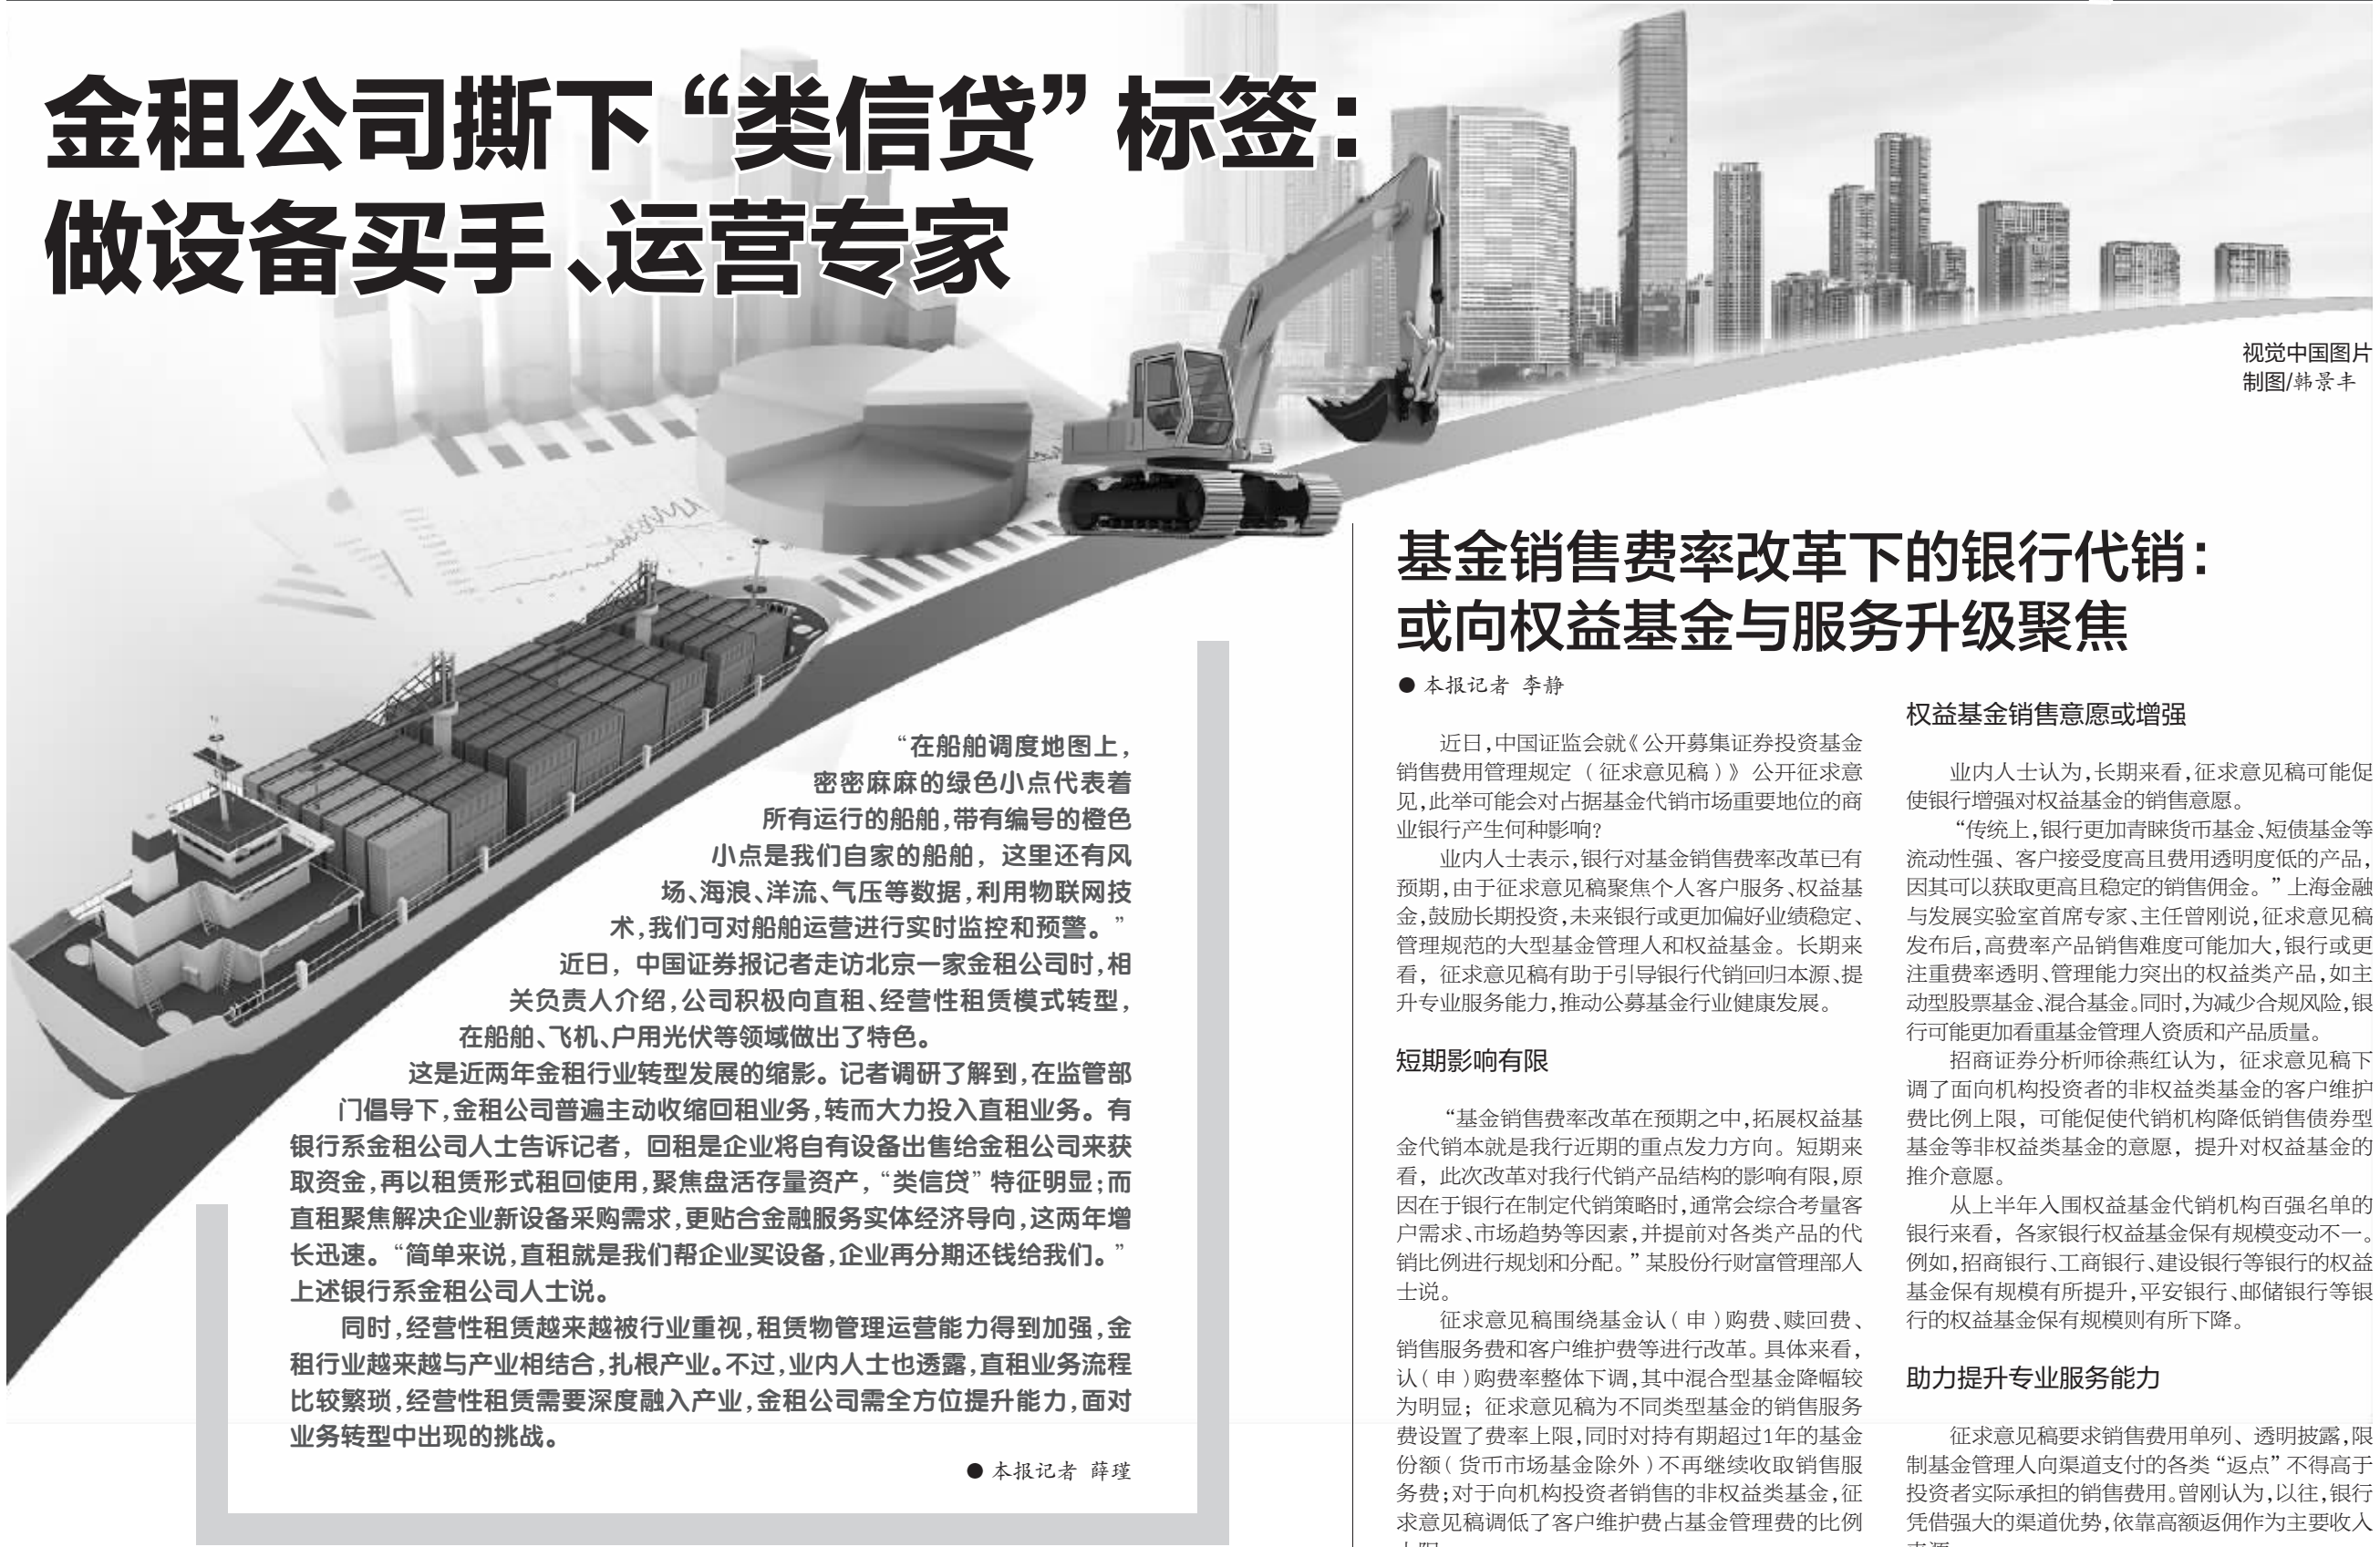 金租公司撕下“类信贷”标签：
做设备买手、运营专家
视觉中国图片
制图/韩景丰
“在船舶调度地图上，
密密麻麻的绿色小点代表着
所有运行的船舶，带有编号的橙色
小点是我们自家的船舶，这里还有风
场、海浪、洋流、气压等数据，利用物联网技
术，我们可对船舶运营进行实时监控和预警。”
近日，中国证券报记者走访北京一家金租公司时，相
关负责人介绍，公司积极向直租、经营性租赁模式转型，
在船舶、飞机、户用光伏等领域做出了特色。
这是近两年金租行业转型发展的缩影。记者调研了解到，在监管部
门倡导下，金租公司普遍主动收缩回租业务，转而大力投入直租业务。有
银行系金租公司人士告诉记者，回租是企业将自有设备出售给金租公司来获
取资金，再以租赁形式租回使用，聚焦盘活存量资产，“类信贷”特征明显；而
直租聚焦解决企业新设备采购需求，更贴合金融服务实体经济导向，这两年增
长迅速。“简单来说，直租就是我们帮企业买设备，企业再分期还钱给我们。”
上述银行系金租公司人士说。
同时，经营性租赁越来越被行业重视，租赁物管理运营能力得到加强，金
租行业越来越与产业相结合，扎根产业。不过，业内人士也透露，直租业务流程
比较繁琐，经营性租赁需要深度融入产业，金租公司需全方位提升能力，面对
业务转型中出现的挑战。
● 本报记者 薛瑾
基金销售费率改革下的银行代销：
或向权益基金与服务升级聚焦
● 本报记者 李静
近日，中国证监会就《公开募集证券投资基金
销售费用管理规定（征求意见稿）》公开征求意
见，此举可能会对占据基金代销市场重要地位的商
业银行产生何种影响？
业内人士表示，银行对基金销售费率改革已有
预期，由于征求意见稿聚焦个人客户服务、权益基
金，鼓励长期投资，未来银行或更加偏好业绩稳定、
管理规范的大型基金管理人和权益基金。长期来
看，征求意见稿有助于引导银行代销回归本源、提
升专业服务能力，推动公募基金行业健康发展。
短期影响有限
“基金销售费率改革在预期之中，拓展权益基
金代销本就是我行近期的重点发力方向。短期来
看，此次改革对我行代销产品结构的影响有限，原
因在于银行在制定代销策略时，通常会综合考量客
户需求、市场趋势等因素，并提前对各类产品的代
销比例进行规划和分配。”某股份行财富管理部人
士说。
征求意见稿围绕基金认（申）购费、赎回费、
销售服务费和客户维护费等进行改革。具体来看，
认（申）购费率整体下调，其中混合型基金降幅较
为明显；征求意见稿为不同类型基金的销售服务
费设置了费率上限，同时对持有期超过1年的基金
份额（货币市场基金除外）不再继续收取销售服
务费；对于向机构投资者销售的非权益类基金，征
求意见稿调低了客户维护费占基金管理费的比例
权益基金销售意愿或增强
业内人士认为，长期来看，征求意见稿可能促
使银行增强对权益基金的销售意愿。
“传统上，银行更加青睐货币基金、短债基金等
流动性强、客户接受度高且费用透明度低的产品，
因其可以获取更高且稳定的销售佣金。”上海金融
与发展实验室首席专家、主任曾刚说，征求意见稿
发布后，高费率产品销售难度可能加大，银行或更
注重费率透明、管理能力突出的权益类产品，如主
动型股票基金、混合基金。同时，为减少合规风险，银
行可能更加看重基金管理人资质和产品质量。
招商证券分析师徐燕红认为，征求意见稿下
调了面向机构投资者的非权益类基金的客户维护
费比例上限，可能促使代销机构降低销售债券型
基金等非权益类基金的意愿，提升对权益基金的
推介意愿。
从上半年入围权益基金代销机构百强名单的
银行来看，各家银行权益基金保有规模变动不一。
例如，招商银行、工商银行、建设银行等银行的权益
基金保有规模有所提升，平安银行、邮储银行等银
行的权益基金保有规模则有所下降。
助力提升专业服务能力
征求意见稿要求销售费用单列、透明披露，限
制基金管理人向渠道支付的各类“返点”不得高于
投资者实际承担的销售费用。曾刚认为，以往，银行
凭借强大的渠道优势，依靠高额返佣作为主要收入